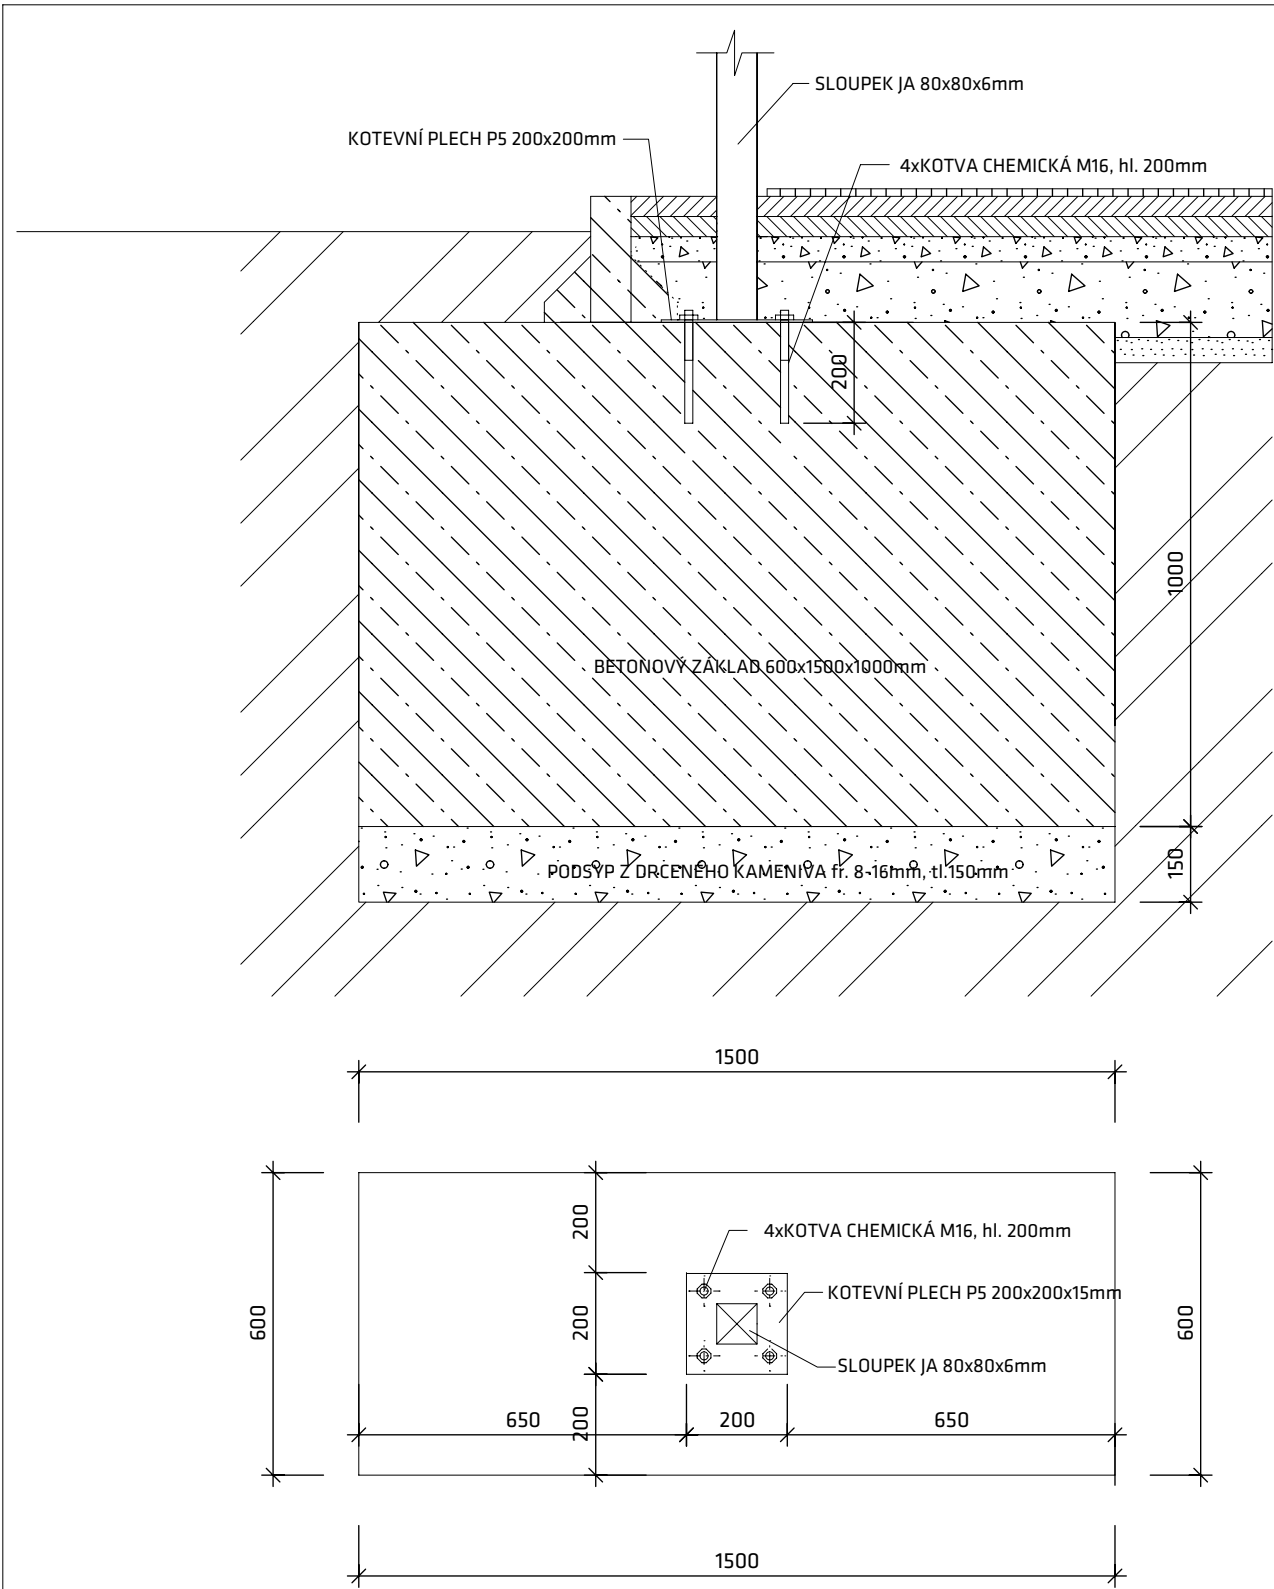 SLOUPEK JA 80x80x6mm
KOTEVNÍ PLECH P5 200x200mm
4xKOTVA CHEMICKÁ M16, hl. 200mm
200
1000
BETONOVÝ ZÁKLAD 600x1500x1000mm
PODSYP Z DRCENÉHO KAMENIVA fr. 8-16mm, tl.150mm
150
1500
200
4xKOTVA CHEMICKÁ M16, hl. 200mm
KOTEVNÍ PLECH P5 200x200x15mm
600
200
600
SLOUPEK JA 80x80x6mm
650
200
200
650
1500